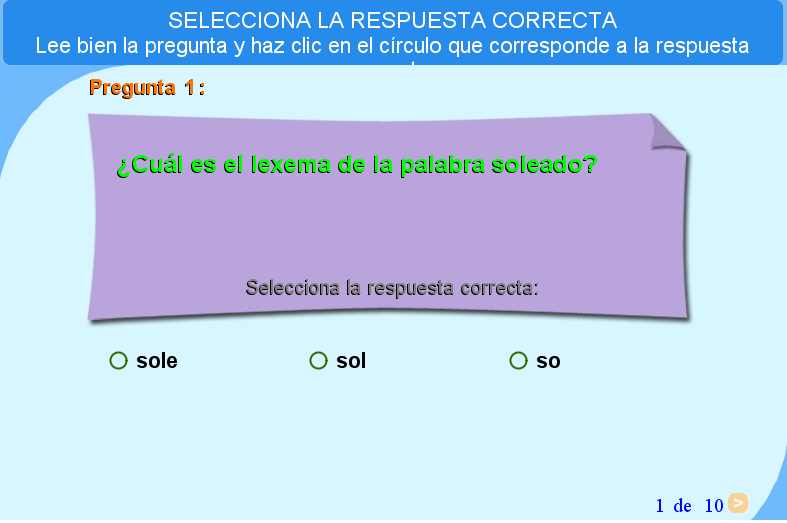 SELECCIONA LA RESPUESTA CORRECTA
Lee bien la pregunta y haz clic en el círculo que corresponde a la respuesta
Pregunta 1:
¿Cuál es el lexema de la palabra soleado?
Selecciona la respuesta correcta:
sole sol so
1 de 10 >